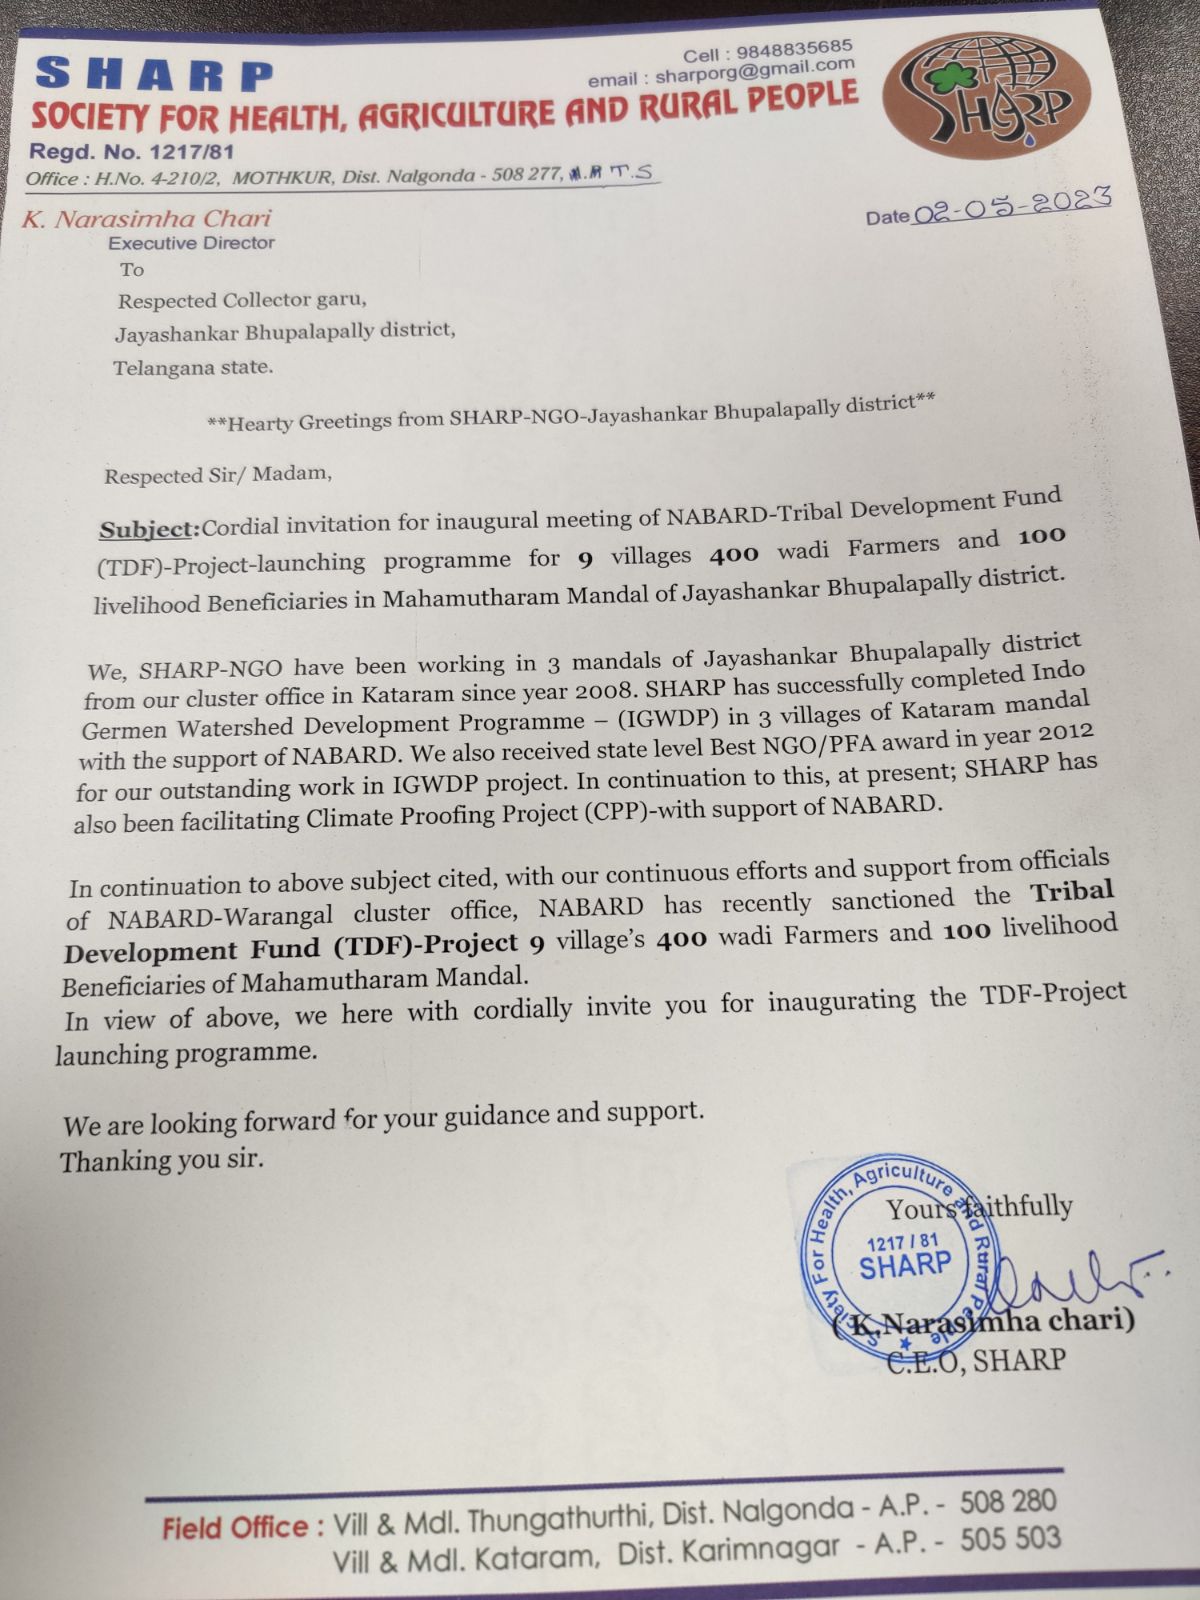 SHARP
Cell : 9848835685
email : sharporg@gmail.com
SOCIETY FOR HEALTH, AGRICULTURE AND RURAL PEOPLE
SHARP
Regd. No. 1217/81
Office : H.No. 4-210/2, MOTHKUR, Dist. Nalgonda - 508 277, T.S
K. Narasimha Chari
Date 02-05-2023
Executive Director
To
Respected Collector garu,
Jayashankar Bhupalapally district,
Telangana state.
**Hearty Greetings from SHARP-NGO-Jayashankar Bhupalapally district**
Respected Sir/ Madam,
Subject:Cordial invitation for inaugural meeting of NABARD-Tribal Development Fund
(TDF)-Project-launching programme for 9 villages 400 wadi Farmers and 100
livelihood Beneficiaries in Mahamutharam Mandal of Jayashankar Bhupalapally district.
We, SHARP-NGO have been working in 3 mandals of Jayashankar Bhupalapally district
from our cluster office in Kataram since year 2008. SHARP has successfully completed Indo
Germen Watershed Development Programme – (IGWDP) in 3 villages of Kataram mandal
with the support of NABARD. We also received state level Best NGO/PFA award in year 2012
for our outstanding work in IGWDP project. In continuation to this, at present; SHARP has
also been facilitating Climate Proofing Project (CPP)-with support of NABARD.
In continuation to above subject cited, with our continuous efforts and support from officials
of NABARD-Warangal cluster office, NABARD has recently sanctioned the Tribal
Development Fund (TDF)-Project 9 village's 400 wadi Farmers and 100 livelihood
Beneficiaries of Mahamutharam Mandal.
In view of above, we here with cordially invite you for inaugurating the TDF-Project
launching programme.
We are looking forward for your guidance and support.
Thanking you sir.
Yours faithfully
Society For Health, Agriculture and Rural People
1217 / 81
SHARP
( K,Narasimha chari)
C.E.O, SHARP
Field Office : Vill & Mdl. Thungathurthi, Dist. Nalgonda - A.P. - 508 280
Vill & Mdl. Kataram, Dist. Karimnagar - A.P. - 505 503